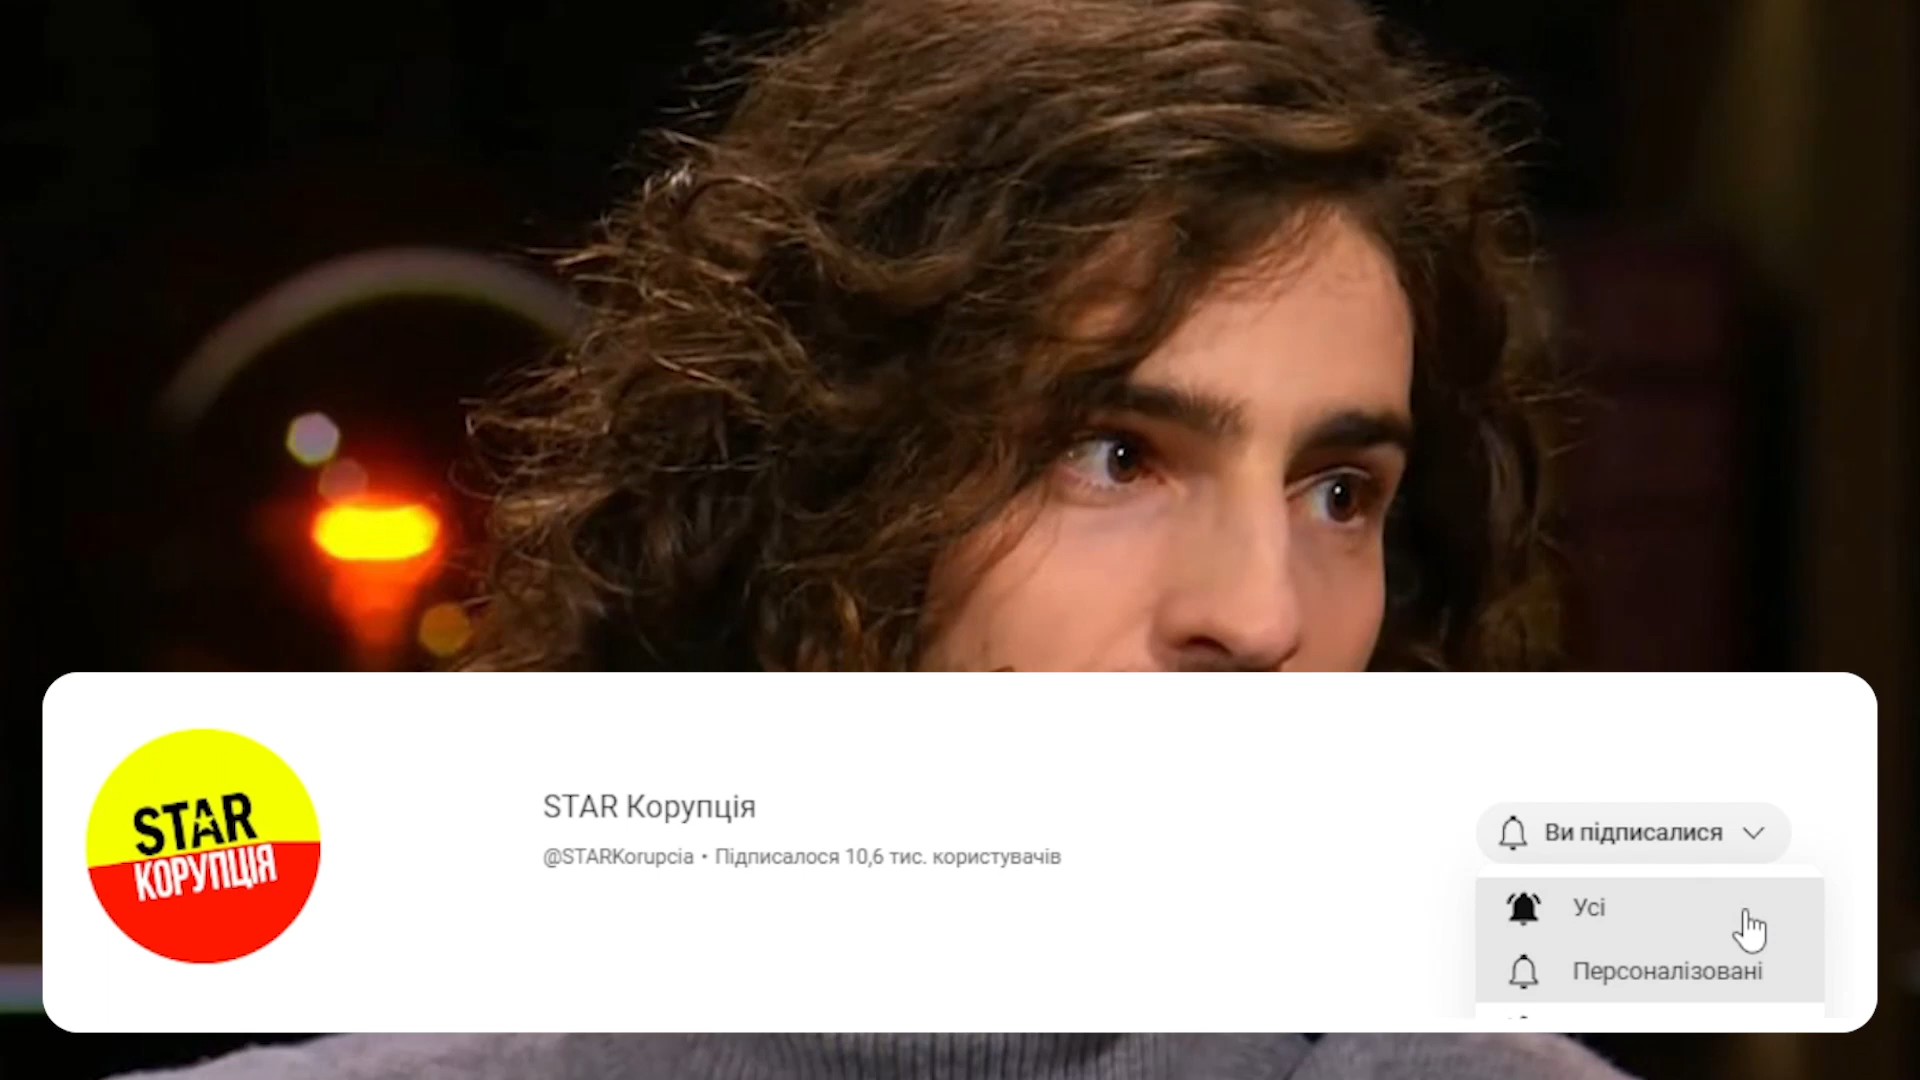 STAR
КОРУПЦІЯ
STAR Корупція
@STARKorupcia • Підписалося 10,6 тис. користувачів
Ви підписалися
Усі
Персоналізовані